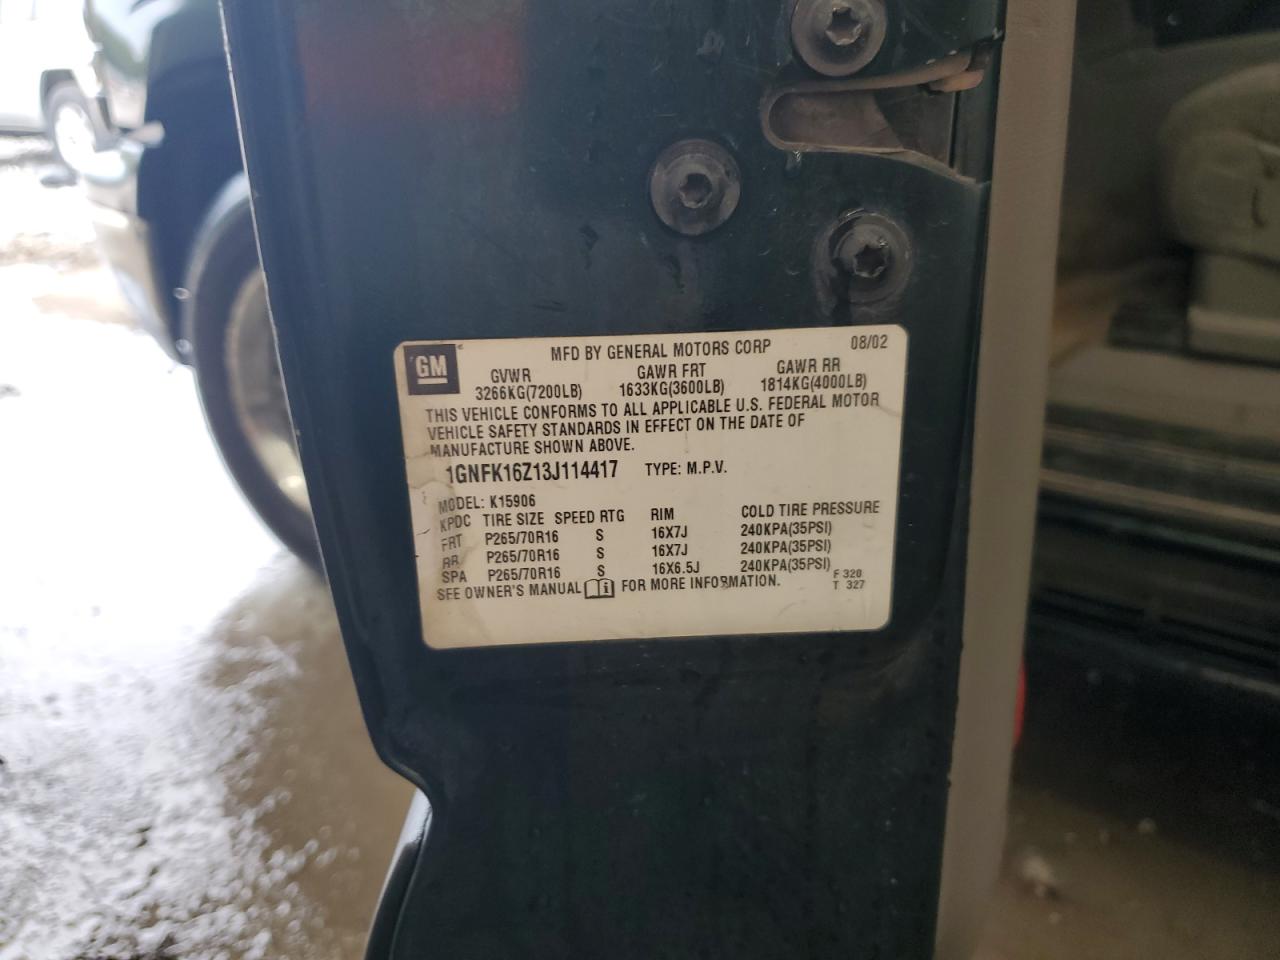 GM MFD BY GENERAL MOTORS CORP 08/02
GVWR GAWR FRT GAWR RR
3266KG(7200LB) 1633KG(3600LB) 1814KG(4000LB)
THIS VEHICLE CONFORMS TO ALL APPLICABLE U.S. FEDERAL MOTOR
VEHICLE SAFETY STANDARDS IN EFFECT ON THE DATE OF
MANUFACTURE SHOWN ABOVE.
1GNFK16Z13J114417 TYPE: M.P.V.
MODEL: K15906
KPDC TIRE SIZE SPEED RTG RIM COLD TIRE PRESSURE
FRT P265/70R16 S 16X7J 240KPA(35PSI)
RR P265/70R16 S 16X7J 240KPA(35PSI)
SPA P265/70R16 S 16X6.5J 240KPA(35PSI)
SEE OWNER'S MANUAL i FOR MORE INFORMATION.
F 320
T 327